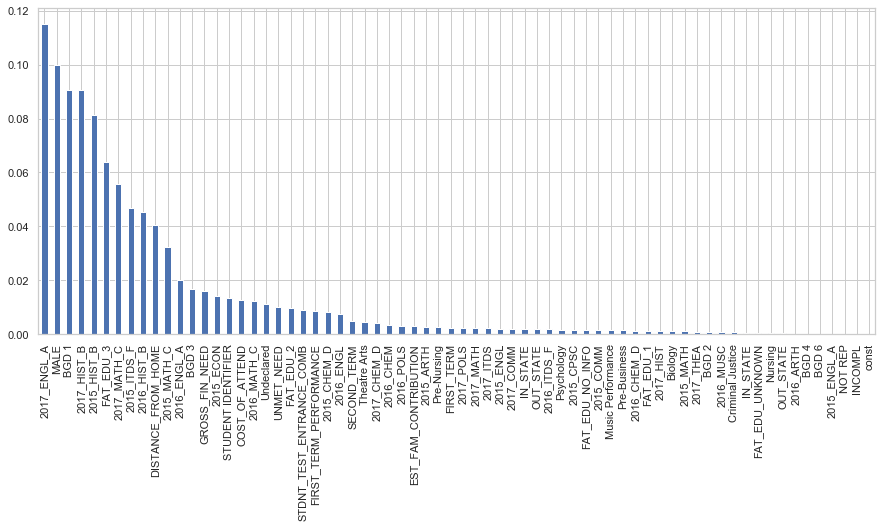 0.12
0.10
0.08
0.06
0.04
0.02
0.00
2017_ENGL_A
MALE
BGD 1
2017_HIST_B
2015_HIST_B
FAT_EDU_3
2017_MATH_C
2015_ITDS_F
2016_HIST_B
DISTANCE_FROM_HOME
2015_MATH_C
2016_ENGL_A
BGD 3
GROSS_FIN_NEED
2015_ECON
STUDENT IDENTIFIER
COST_OF_ATTEND
2016_MATH_C
Undeclared
UNMET_NEED
FAT_EDU_2
STDNT_TEST_ENTRANCE_COMB
FIRST_TERM_PERFORMANCE
2015_CHEM_D
2016_ENGL
SECOND_TERM
Theatre Arts
2017_CHEM_D
2016_CHEM
2016_POLS
EST_FAM_CONTRIBUTION
2015_ARTH
Pre-Nursing
FIRST_TERM
2017_POLS
2017_MATH
2017_ITDS
2015_ENGL
2017_COMM
IN_STATE
OUT_STATE
2016_ITDS_F
Psychology
2015_CPSC
FAT_EDU_NO_INFO
2015_COMM
Music Performance
Pre-Business
2016_CHEM_D
FAT_EDU_1
2017_HIST
Biology
2015_MATH
2017_THEA
BGD 2
2016_MUSC
Criminal Justice
IN_STATE
FAT_EDU_UNKNOWN
Nursing
OUT_STATE
2016_ARTH
BGD 4
BGD 6
2015_ENGL_A
NOT REP
INCOMPL
const